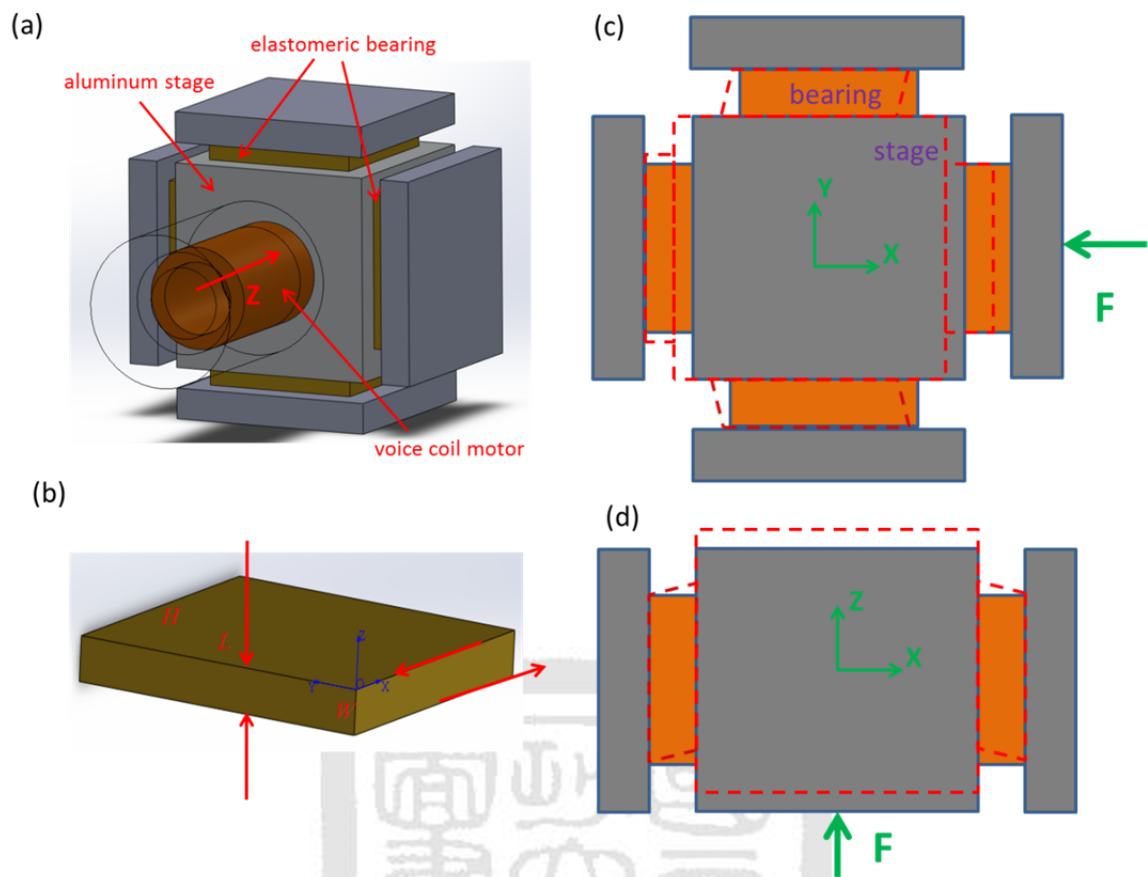 (a)
elastomeric bearing
aluminum stage
Z
voice coil motor
(b)
H
L
Z
Y
O
X
W
(c)
bearing
stage
Y
X
F
(d)
Z
X
F